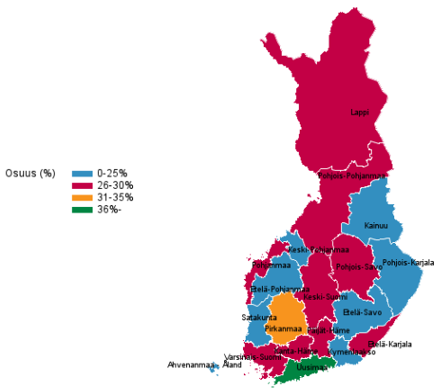 Osuus (%)
0-25%
26-30%
31-35%
36%-
Lappi
Pohjois-Pohjanmaa
Kainuu
Keski-Pohjanmaa
Pohjanmaa
Pohjois-Savo
Pohjois-Karjala
Etelä-Pohjanmaa
Keski-Suomi
Satakunta
Etelä-Savo
Pirkanmaa
Päijät-Häme
Etelä-Karjala
Varsinais-Suomi
Kanta-Häme
Kymenlaakso
Ahvenanmaa
Åland
Uusimaa